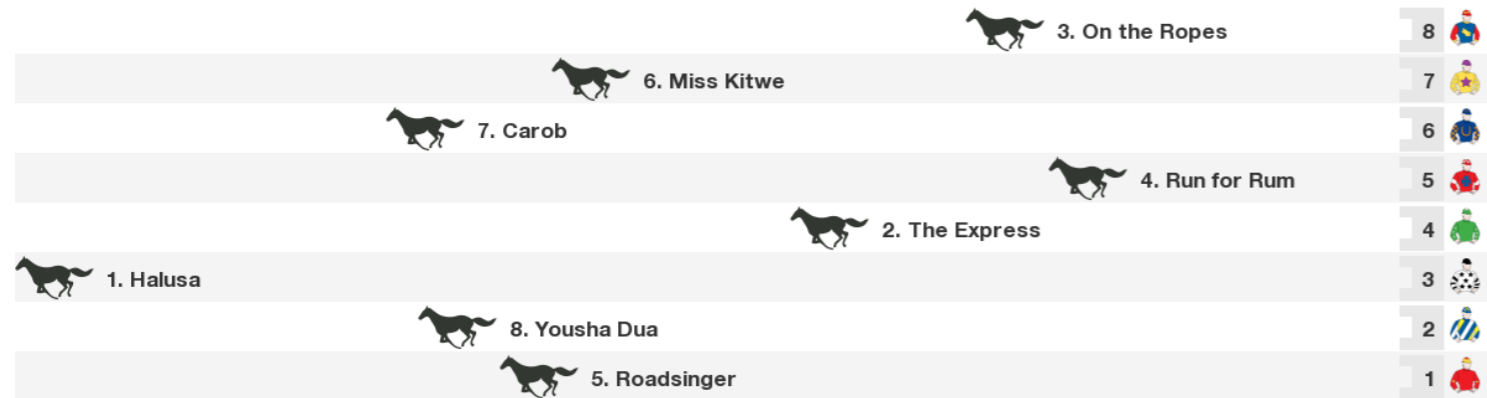 3. On the Ropes 8
6. Miss Kitwe 7
7. Carob 6
4. Run for Rum 5
2. The Express 4
1. Halusa 3
8. Yousha Dua 2
5. Roadsinger 1